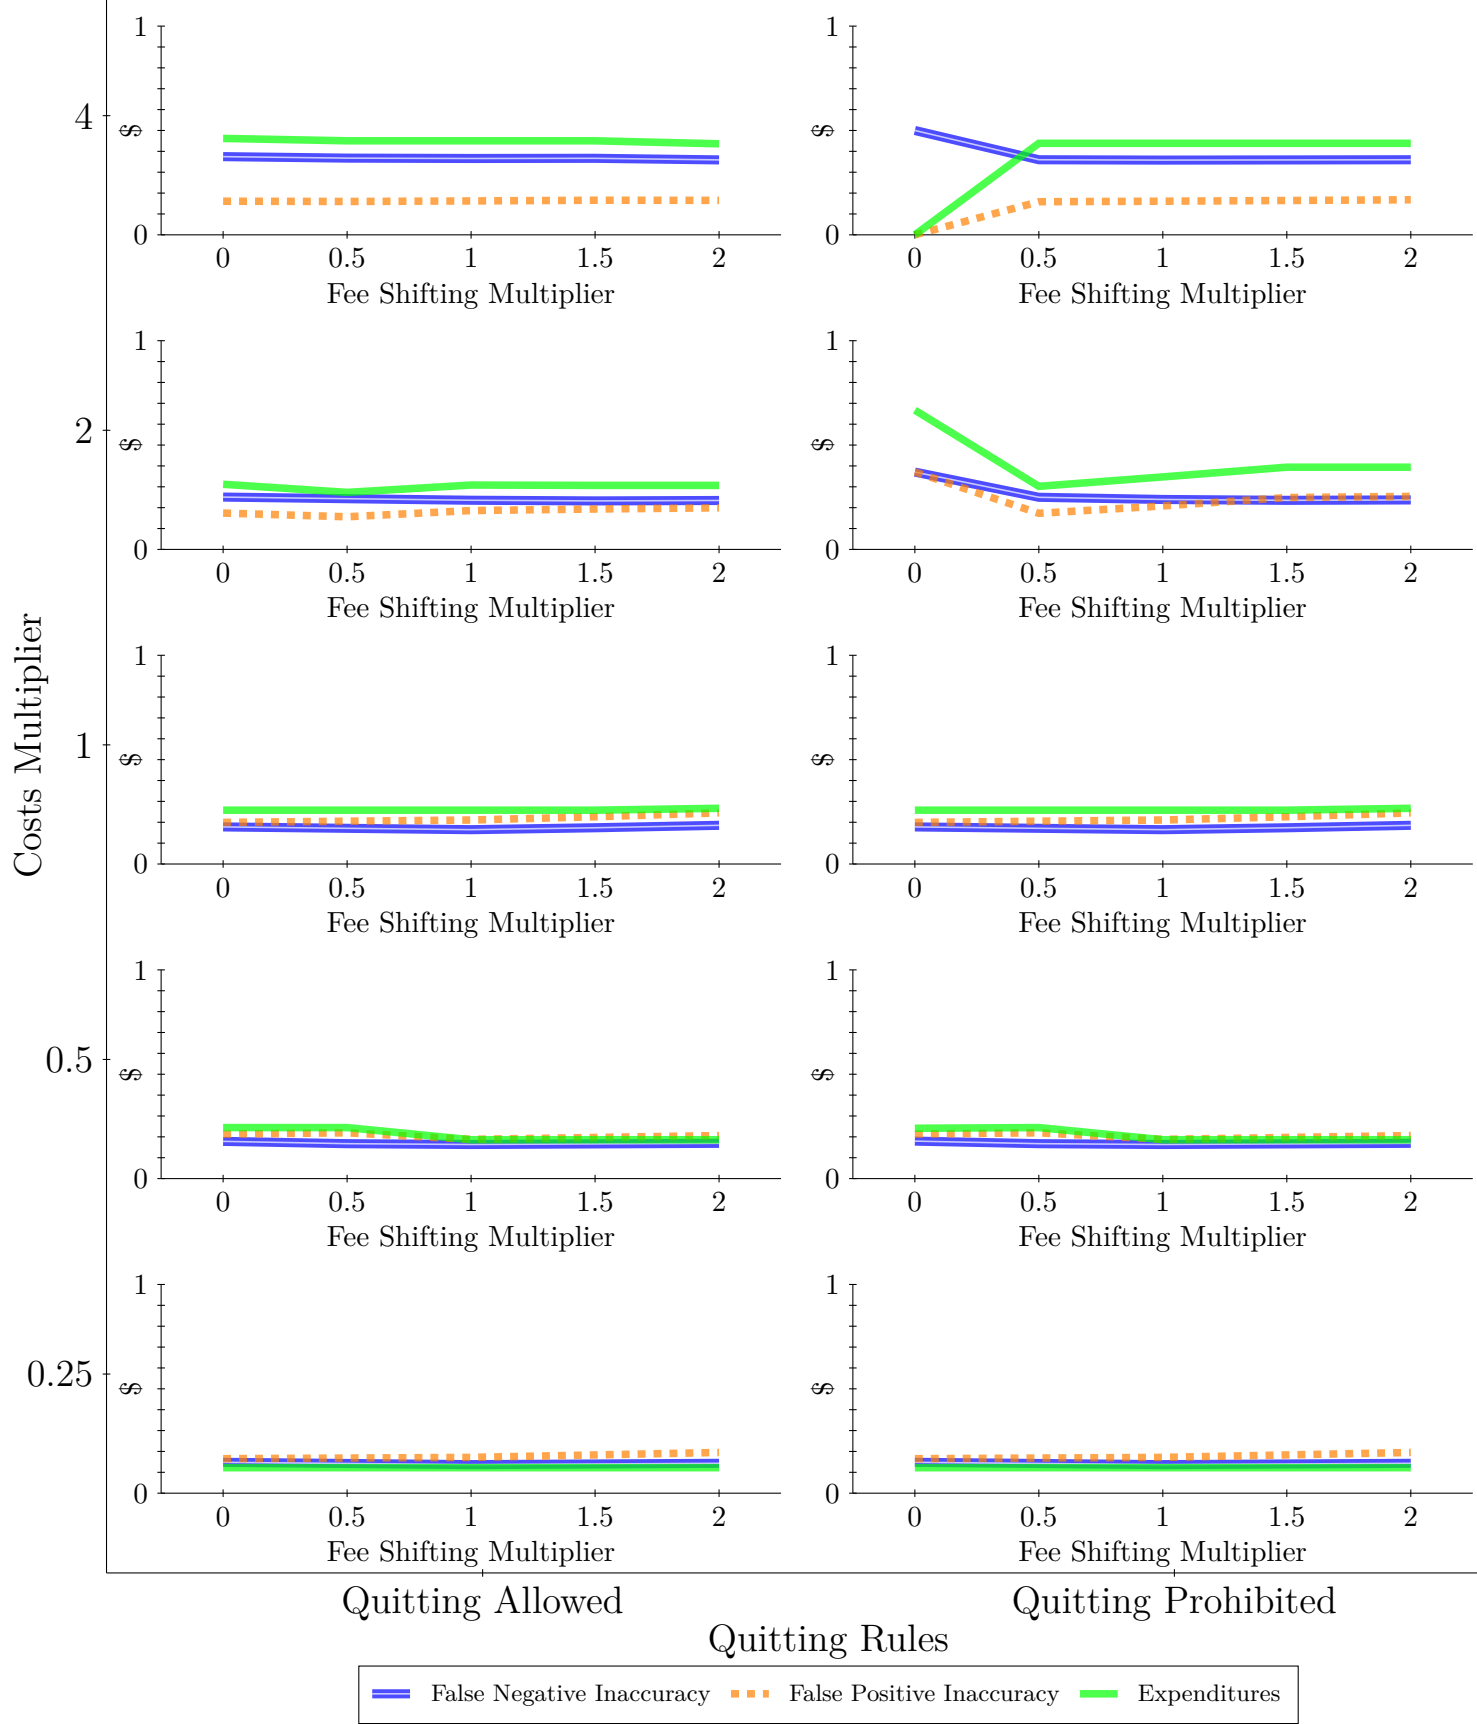 Costs Multiplier
4
1
$
0
0 0.5 1 1.5 2
Fee Shifting Multiplier
1
$
0
0 0.5 1 1.5 2
Fee Shifting Multiplier
2
1
$
0
0 0.5 1 1.5 2
Fee Shifting Multiplier
1
$
0
0 0.5 1 1.5 2
Fee Shifting Multiplier
1
1
$
0
0 0.5 1 1.5 2
Fee Shifting Multiplier
1
$
0
0 0.5 1 1.5 2
Fee Shifting Multiplier
0.5
1
$
0
0 0.5 1 1.5 2
Fee Shifting Multiplier
1
$
0
0 0.5 1 1.5 2
Fee Shifting Multiplier
0.25
1
$
0
0 0.5 1 1.5 2
Fee Shifting Multiplier
1
$
0
0 0.5 1 1.5 2
Fee Shifting Multiplier
Quitting Allowed Quitting Prohibited
Quitting Rules
False Negative Inaccuracy False Positive Inaccuracy Expenditures